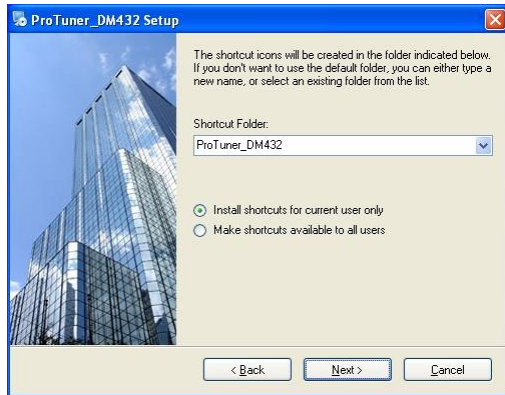 ProTuner_DM432 Setup
The shortcut icons will be created in the folder indicated below.
If you don't want to use the default folder, you can either type a
new name, or select an existing folder from the list.
Shortcut Folder:
ProTuner_DM432
Install shortcuts for current user only
Make shortcuts available to all users
< Back
Next >
Cancel